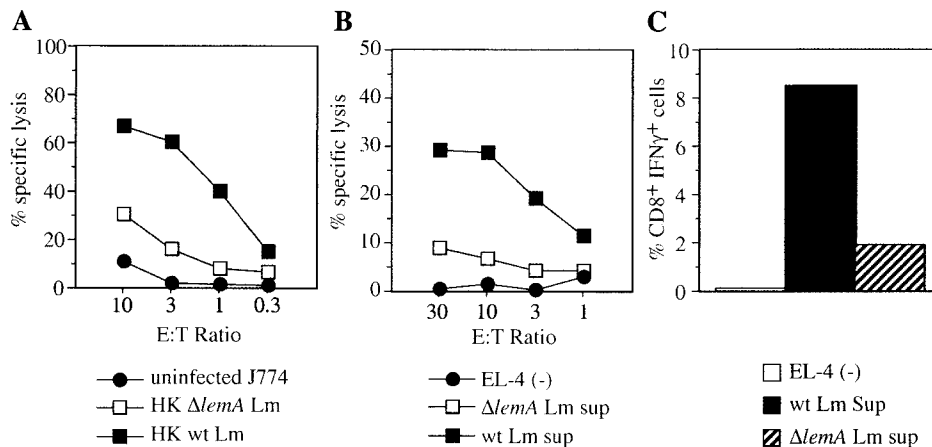 A
100
80
60
40
20
0
% specific lysis
10 3 1 0.3
E:T Ratio
uninfected J774
HK ΔlemA Lm
HK wt Lm
B
50
40
30
20
10
0
% specific lysis
30 10 3 1
E:T Ratio
EL-4 (-)
ΔlemA Lm sup
wt Lm sup
C
10
8
6
4
2
0
% CD8+ IFNγ+ cells
EL-4 (-)
wt Lm Sup
ΔlemA Lm sup